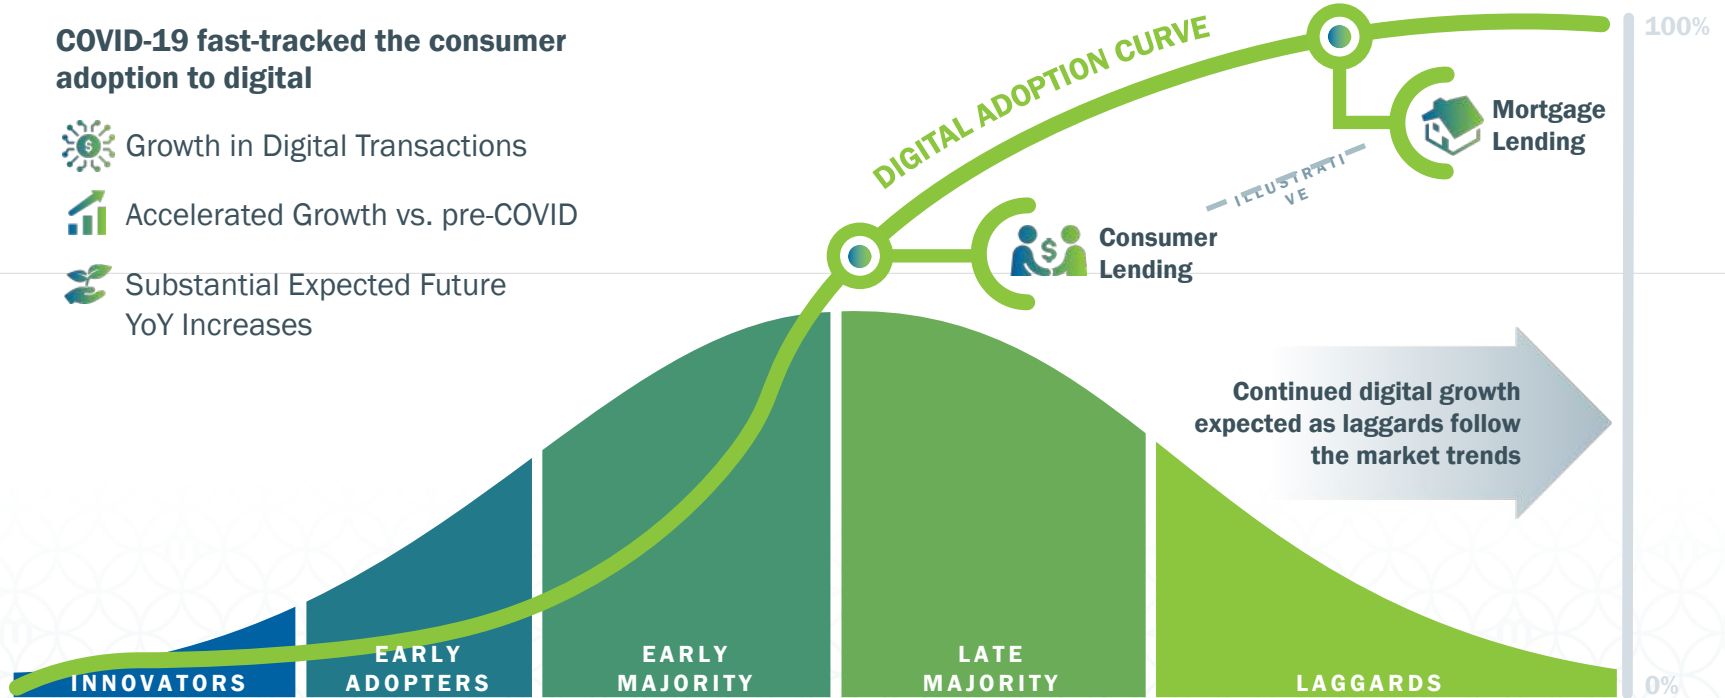 COVID-19 fast-tracked the consumer
adoption to digital
Growth in Digital Transactions
Accelerated Growth vs. pre-COVID
Substantial Expected Future
YoY Increases
DIGITAL ADOPTION CURVE
100%
Mortgage
Lending
ILLUSTRATI
VE
Consumer
Lending
Continued digital growth
expected as laggards follow
the market trends
INNOVATORS
EARLY
ADOPTERS
EARLY
MAJORITY
LATE
MAJORITY
LAGGARDS
0%